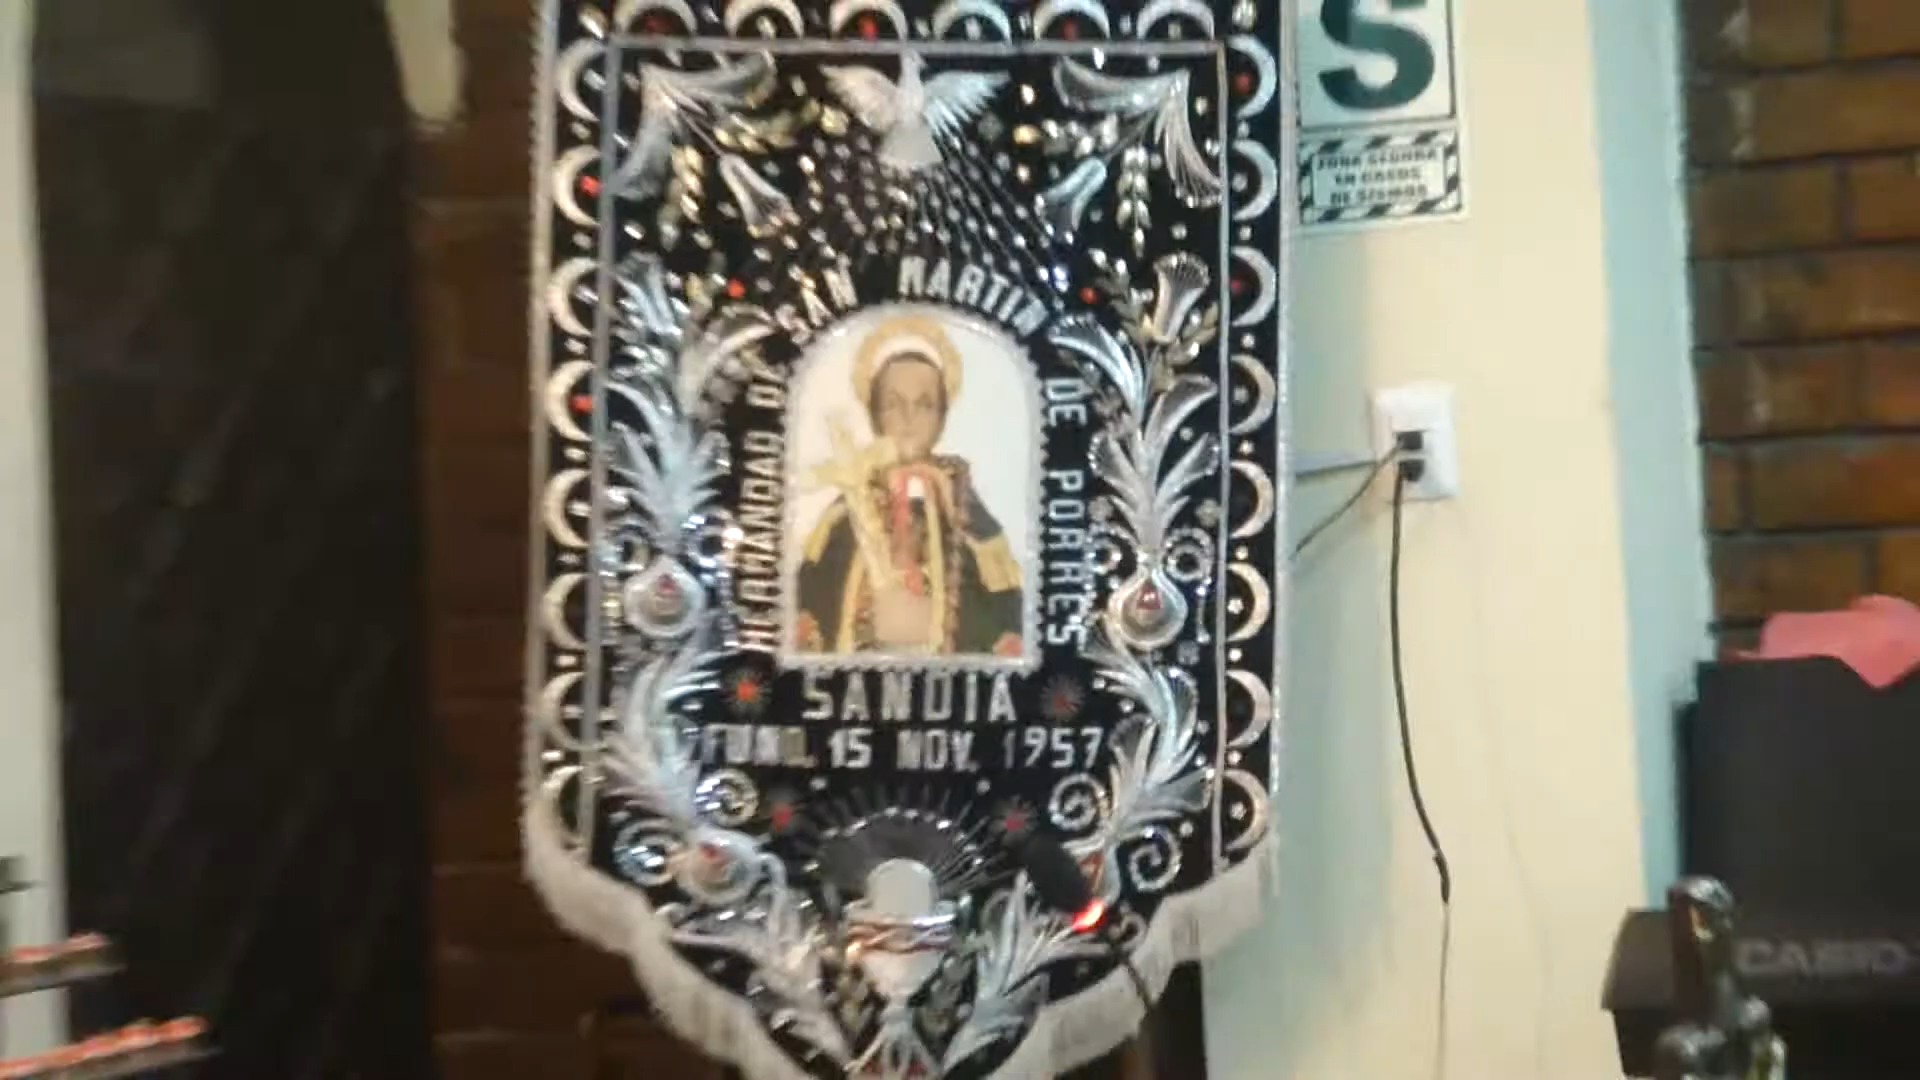 S
ZONA SEGURA
EN CASOS
DE SISMOS
HERMANDAD DE SAN MARTIN DE PORRES
SANDIA
FUND. 15 NOV. 1957
CASIO